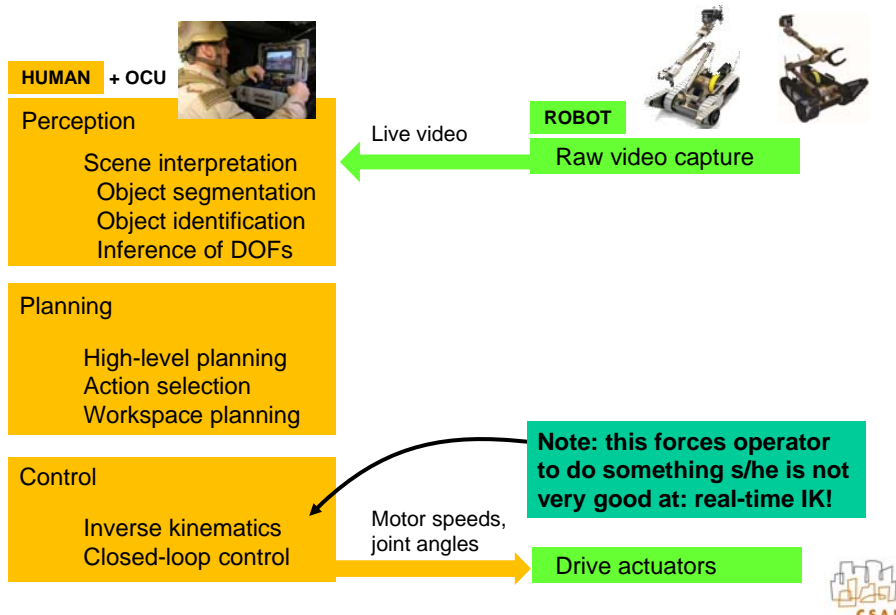 HUMAN + OCU
Perception
Scene interpretation
Object segmentation
Object identification
Inference of DOFs
Live video
ROBOT
Raw video capture
Planning
High-level planning
Action selection
Workspace planning
Note: this forces operator
to do something s/he is not
very good at: real-time IK!
Control
Inverse kinematics
Closed-loop control
Motor speeds,
joint angles
Drive actuators